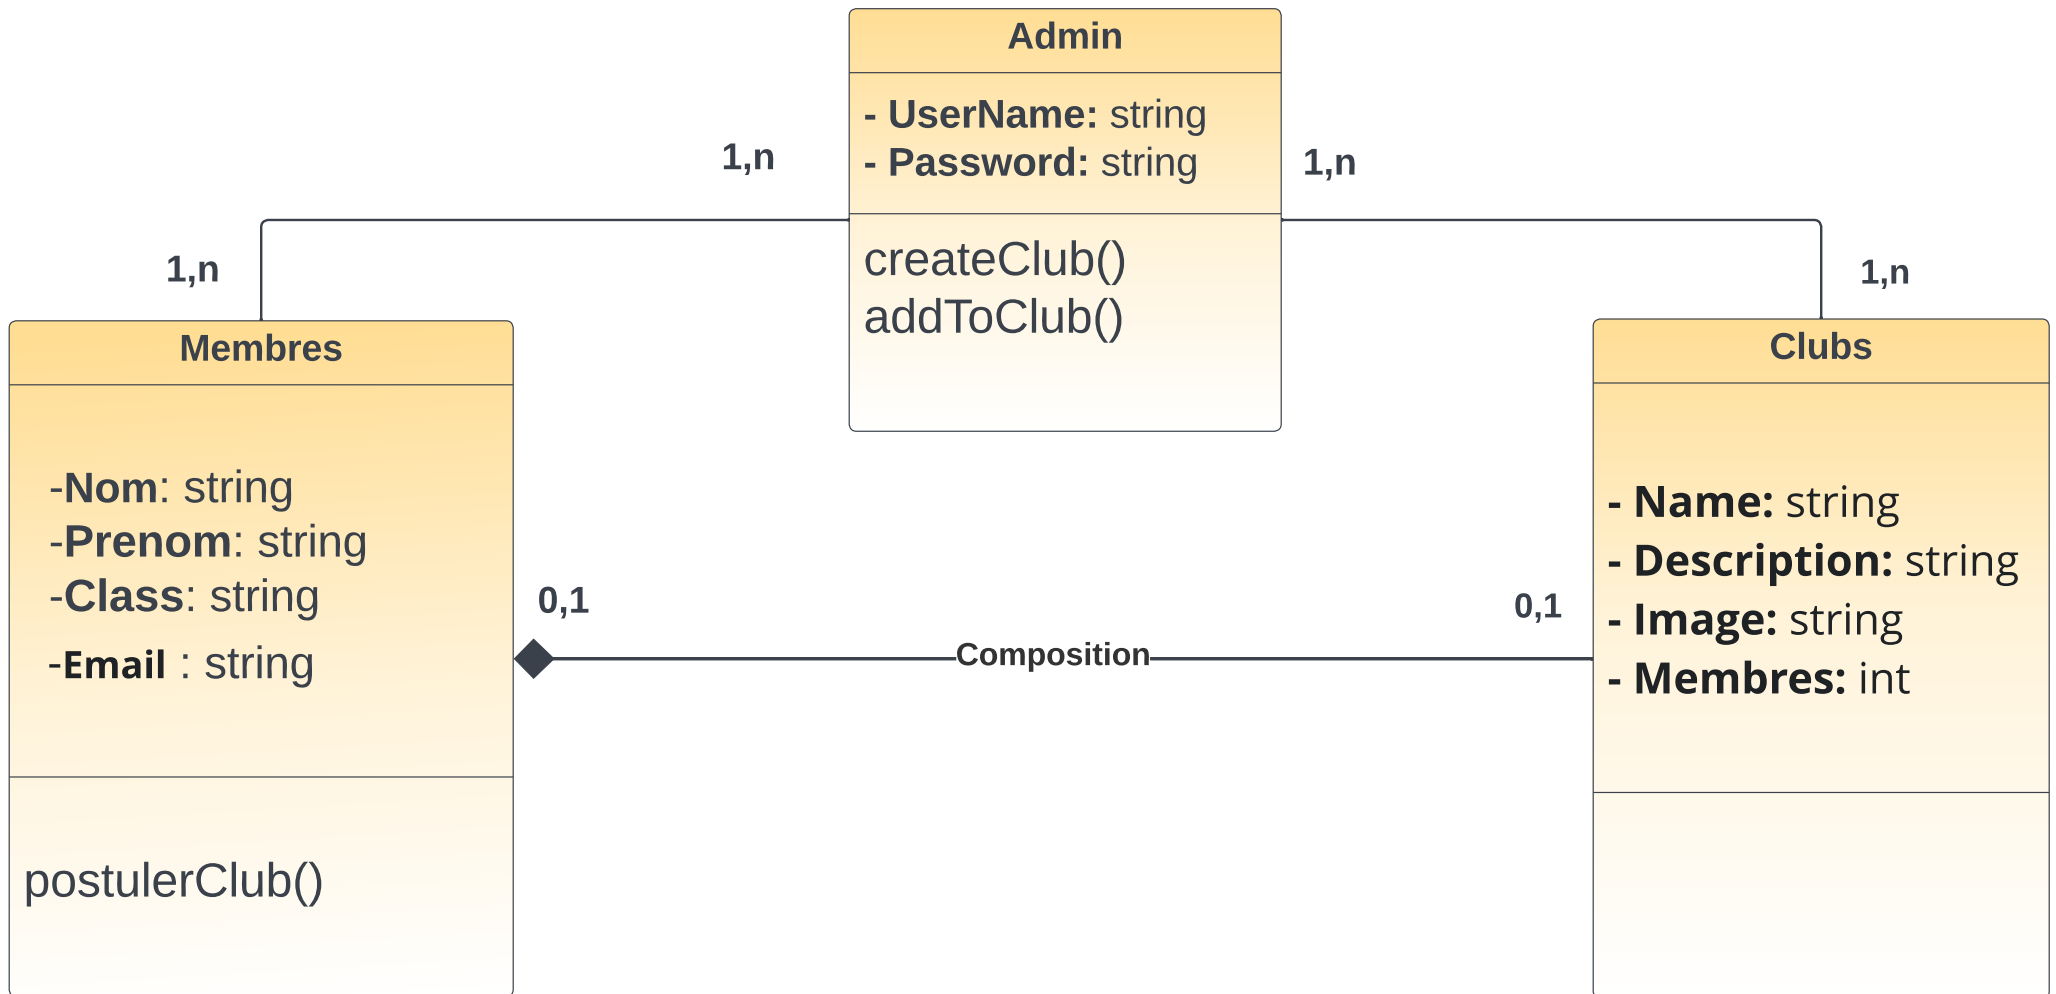 Admin
- UserName: string
- Password: string
createClub()
addToClub()
1,n
1,n
1,n
1,n
Membres
-Nom: string
-Prenom: string
-Class: string
-Email : string
postulerClub()
0,1
Composition
0,1
Clubs
- Name: string
- Description: string
- Image: string
- Membres: int